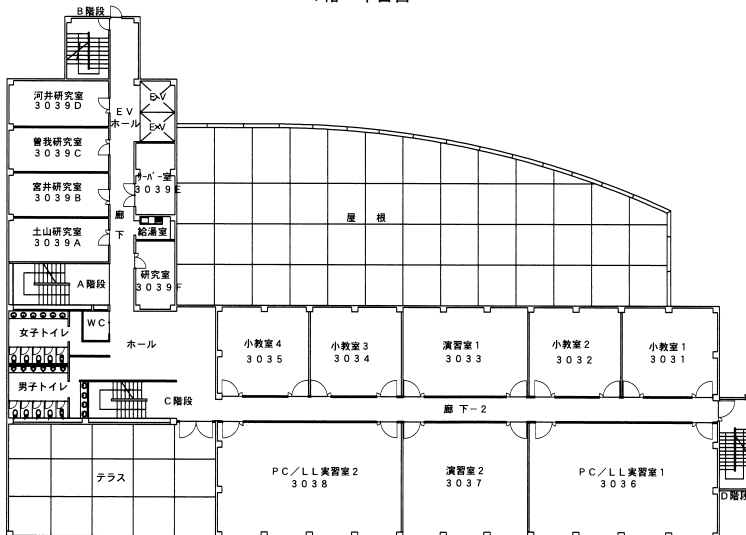 B階段
河井研究室
3039D
EV
ホール
EV
EV
曽我研究室
3039C
サーバー室
3039E
宮井研究室
3039B
廊
下
屋 根
土山研究室
3039A
給湯室
A階段
研究室
3039F
WC
女子トイレ
ホール
小教室4
3035
小教室3
3034
演習室1
3033
小教室2
3032
小教室1
3031
男子トイレ
C階段
廊 下－2
テラス
PC／LL実習室2
3038
演習室2
3037
PC／LL実習室1
3036
D階段